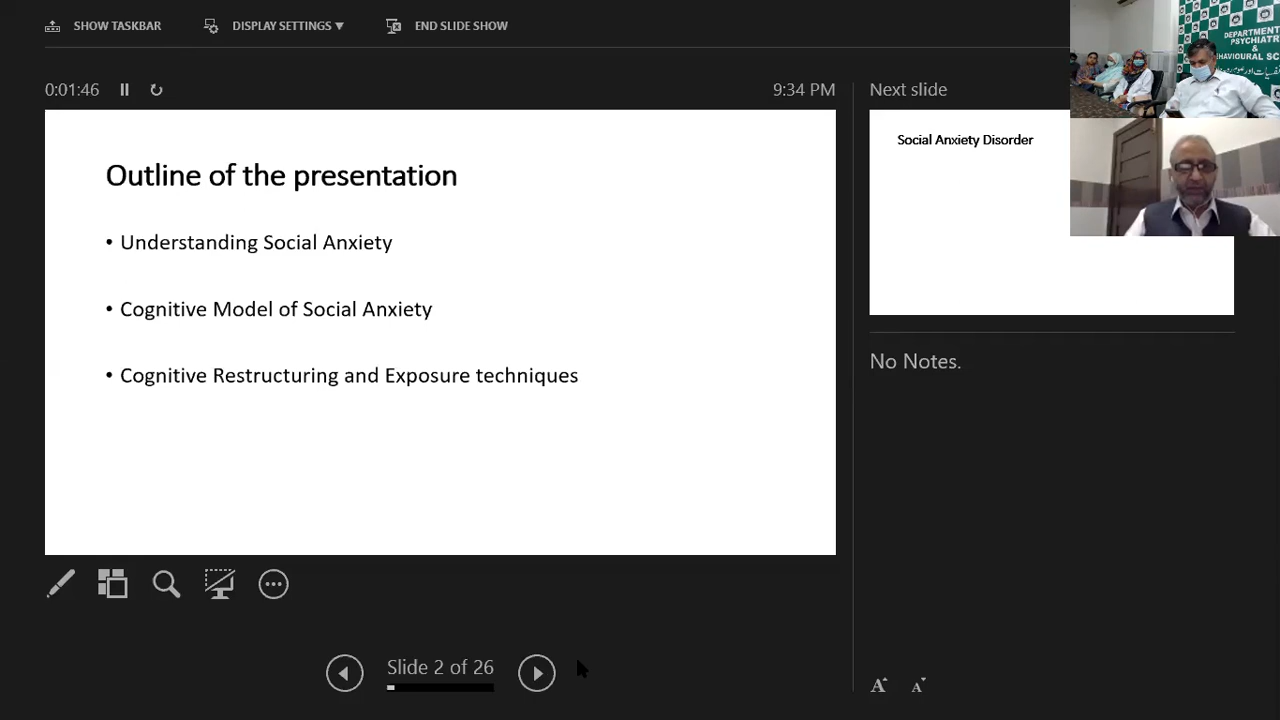 SHOW TASKBAR
DISPLAY SETTINGS ▼
END SLIDE SHOW
0:01:46
9:34 PM
Next slide
Outline of the presentation
• Understanding Social Anxiety
• Cognitive Model of Social Anxiety
• Cognitive Restructuring and Exposure techniques
Social Anxiety Disorder
No Notes.
Slide 2 of 26
A
A
DEPARTMENT
PSYCHIATR
&
HAVIOURAL SC